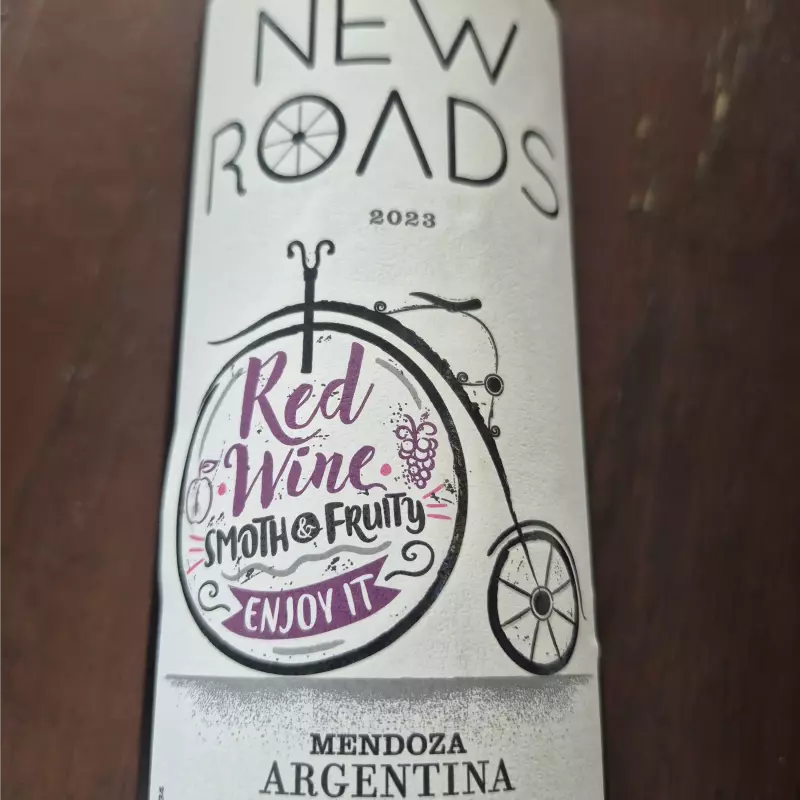 NEW
ROADS
2023
Red
Wine
SMOTH & FRUITY
ENJOY IT
MENDOZA
ARGENTINA